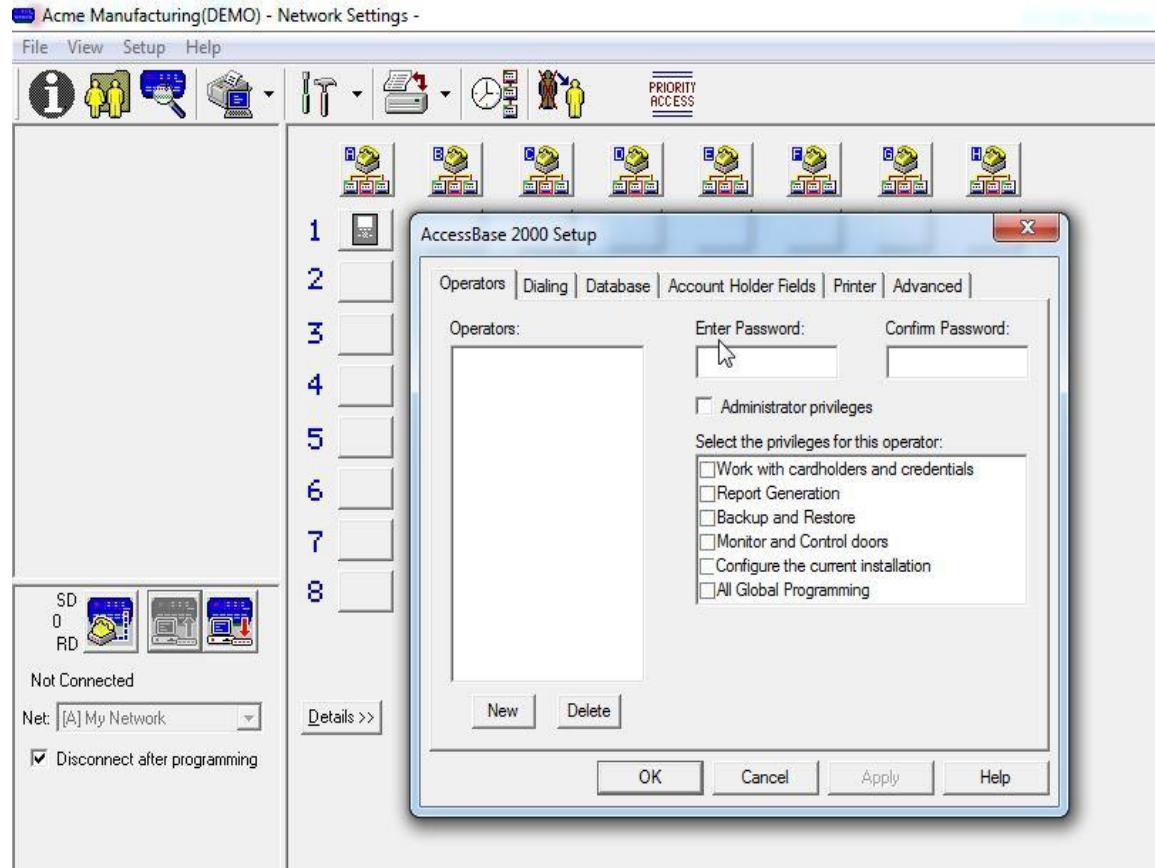 Acme Manufacturing(DEMO) - Network Settings -
File View Setup Help
PRIORITY
ACCESS
A B C D E F G H
1
2
3
4
5
6
7
8
AccessBase 2000 Setup
Operators Dialing Database Account Holder Fields Printer Advanced
Operators: Enter Password: Confirm Password:
Administrator privileges
Select the privileges for this operator:
Work with cardholders and credentials
Report Generation
Backup and Restore
Monitor and Control doors
Configure the current installation
All Global Programming
New Delete
OK Cancel Apply Help
SD
0
RD
Not Connected
Net: [A] My Network
Details >>
Disconnect after programming